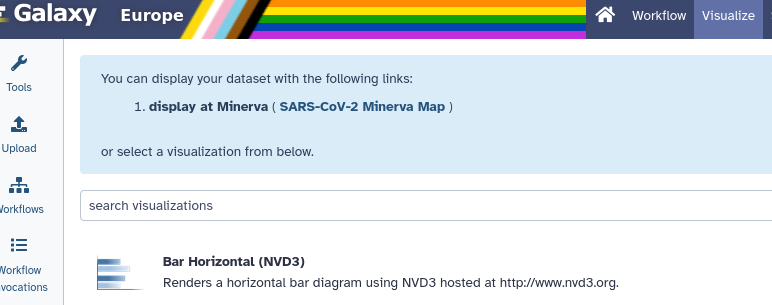 Galaxy Europe Workflow Visualize
Tools
Upload
Workflows
Workflow
vocations
You can display your dataset with the following links:
1. display at Minerva ( SARS-CoV-2 Minerva Map )
or select a visualization from below.
search visualizations
Bar Horizontal (NVD3)
Renders a horizontal bar diagram using NVD3 hosted at http://www.nvd3.org.